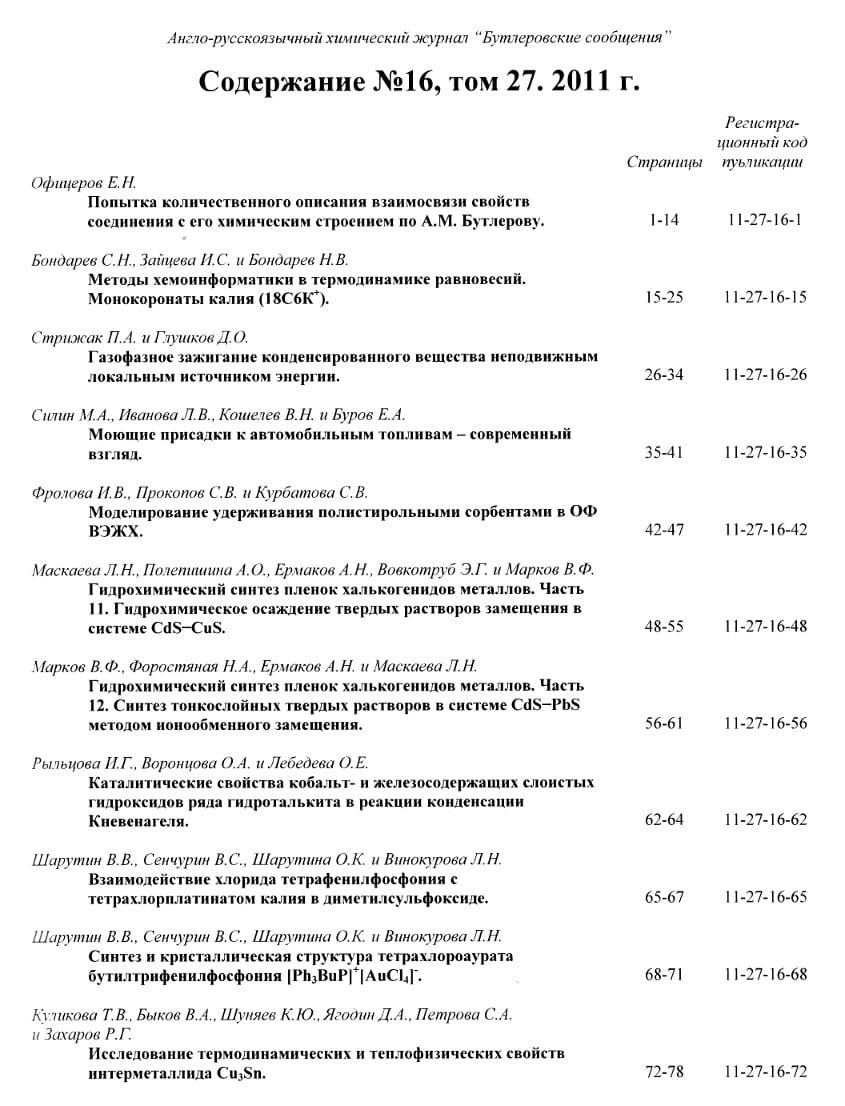 Англо-русскоязычный химический журнал “Бутлеровские сообщения”
Содержание №16, том 27. 2011 г.
Регистра-
ционный код
Страницы пуьликации
Офицеров Е.Н.
Попытка количественного описания взаимосвязи свойств
соединения с его химическим строением по А.М. Бутлерову. 1-14 11-27-16-1
Бондарев С.Н., Зайцева И.С. и Бондарев Н.В.
Методы хемоинформатики в термодинамике равновесий.
Монокоронаты калия (18С6К⁺). 15-25 11-27-16-15
Стрижак П.А. и Глушков Д.О.
Газофазное зажигание конденсированного вещества неподвижным
локальным источником энергии. 26-34 11-27-16-26
Силин М.А., Иванова Л.В., Кошелев В.Н. и Буров Е.А.
Моющие присадки к автомобильным топливам – современный
взгляд. 35-41 11-27-16-35
Фролова И.В., Прокопов С.В. и Курбатова С.В.
Моделирование удерживания полистирольными сорбентами в ОФ
ВЭЖХ. 42-47 11-27-16-42
Маскаева Л.Н., Полепишина А.О., Ермаков А.Н., Вовкотруб Э.Г. и Марков В.Ф.
Гидрохимический синтез пленок халькогенидов металлов. Часть
11. Гидрохимическое осаждение твердых растворов замещения в
системе CdS–CuS. 48-55 11-27-16-48
Марков В.Ф., Форостяная Н.А., Ермаков А.Н. и Маскаева Л.Н.
Гидрохимический синтез пленок халькогенидов металлов. Часть
12. Синтез тонкослойных твердых растворов в системе CdS–PbS
методом ионообменного замещения. 56-61 11-27-16-56
Рыльцова И.Г., Воронцова О.А. и Лебедева О.Е.
Каталитические свойства кобальт- и железосодержащих слоистых
гидроксидов ряда гидроталькита в реакции конденсации
Кневенагеля. 62-64 11-27-16-62
Шарутин В.В., Сенчурин В.С., Шарутина О.К. и Винокурова Л.Н.
Взаимодействие хлорида тетрафенилфосфония с
тетрахлорплатинатом калия в диметилсульфоксиде. 65-67 11-27-16-65
Шарутин В.В., Сенчурин В.С., Шарутина О.К. и Винокурова Л.Н.
Синтез и кристаллическая структура тетрахлороаурата
бутилтрифенилфосфония [Ph₃BuP]⁺[AuCl₄]⁻. 68-71 11-27-16-68
Куликова Т.В., Быков В.А., Шуняев К.Ю., Ягодин Д.А., Петрова С.А.
и Захаров Р.Г.
Исследование термодинамических и теплофизических свойств
интерметаллида Cu₃Sn. 72-78 11-27-16-72